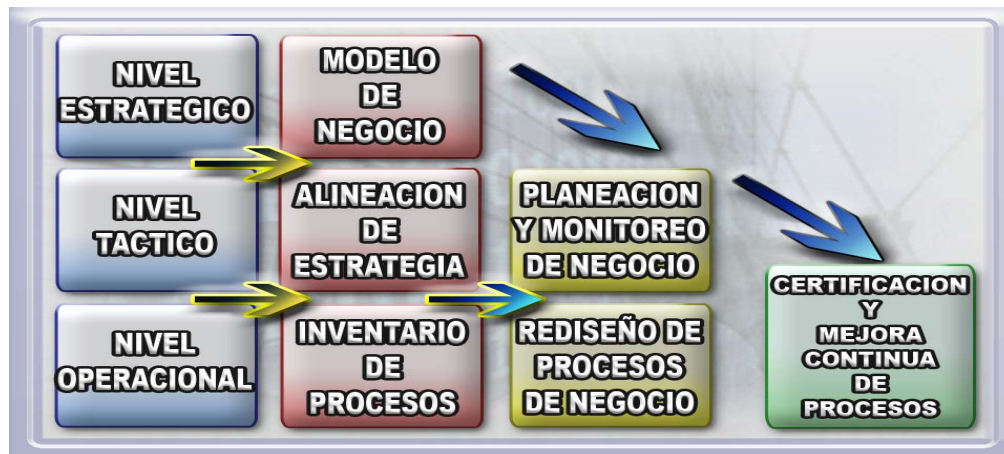 NIVEL
ESTRATEGICO
MODELO
DE
NEGOCIO
NIVEL
TACTICO
ALINEACION
DE
ESTRATEGIA
PLANEACION
Y MONITOREO
DE NEGOCIO
NIVEL
OPERACIONAL
INVENTARIO
DE
PROCESOS
REDISEÑO DE
PROCESOS
DE NEGOCIO
CERTIFICACION
Y
MEJORA
CONTINUA
DE
PROCESOS